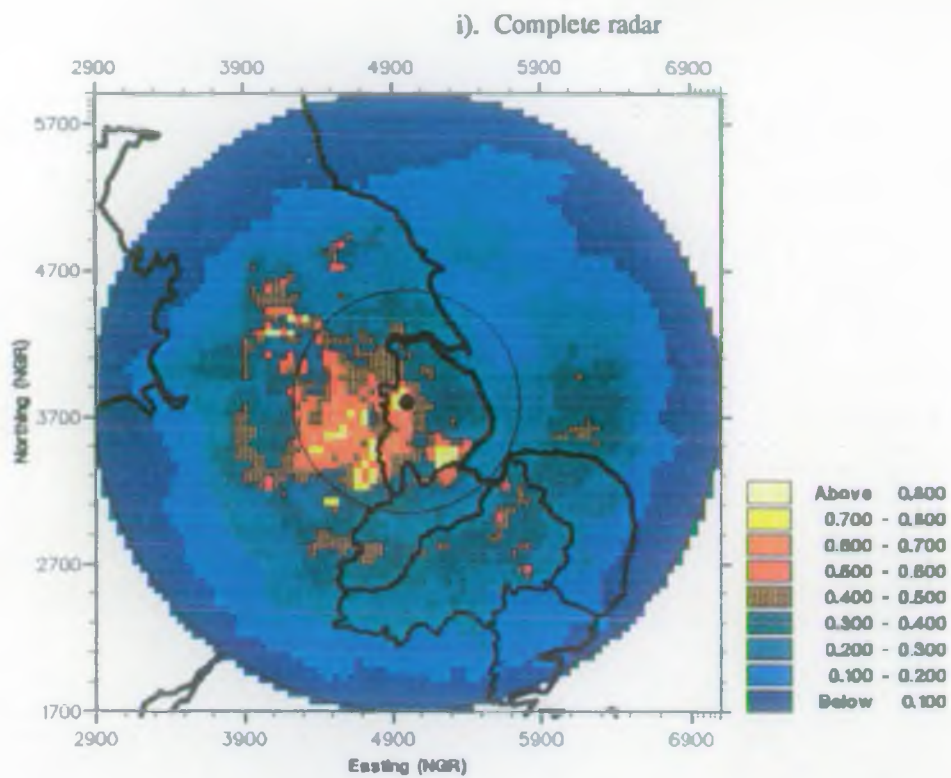 i). Complete radar
2900 3900 4900 5900 6900
5700
4700
3700
2700
1700
Northing (NGR)
2900 3900 4900 5900 6900
Easting (NGR)
Above 0.800
0.700 - 0.800
0.600 - 0.700
0.500 - 0.600
0.400 - 0.500
0.300 - 0.400
0.200 - 0.300
0.100 - 0.200
Below 0.100